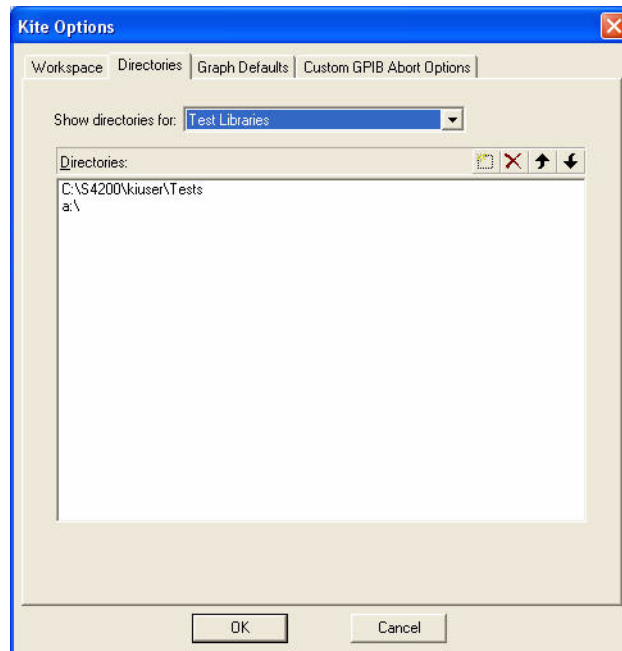 Kite Options
Workspace Directories Graph Defaults Custom GPIB Abort Options
Show directories for: Test Libraries
Directories:
C:\S4200\kiuser\Tests
a:\
OK Cancel